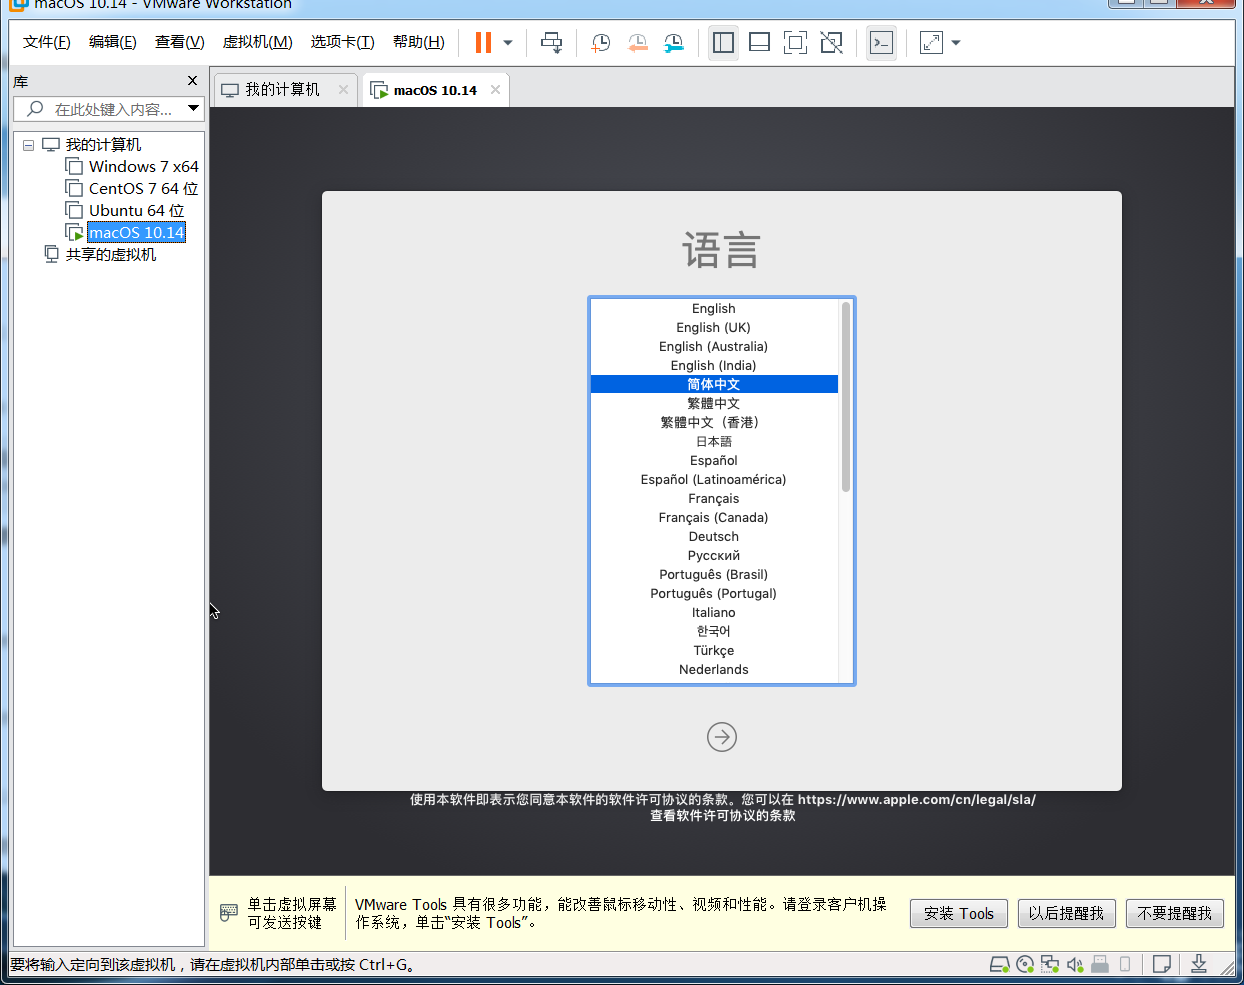 macOS 10.14 - VMware Workstation
文件(F) 编辑(E) 查看(V) 虚拟机(M) 选项卡(T) 帮助(H)
库
在此处键入内容...
我的计算机
Windows 7 x64
CentOS 7 64 位
Ubuntu 64 位
macOS 10.14
共享的虚拟机
我的计算机
macOS 10.14
语言
English
English (UK)
English (Australia)
English (India)
简体中文
繁體中文
繁體中文（香港）
日本語
Español
Español (Latinoamérica)
Français
Français (Canada)
Deutsch
Русский
Português (Brasil)
Português (Portugal)
Italiano
한국어
Türkçe
Nederlands
使用本软件即表示您同意本软件的软件许可协议的条款。您可以在 https://www.apple.com/cn/legal/sla/
查看软件许可协议的条款
单击虚拟屏幕
可发送按键
VMware Tools 具有很多功能，能改善鼠标移动性、视频和性能。请登录客户机操
作系统，单击“安装 Tools”。
安装 Tools
以后提醒我
不要提醒我
要将输入定向到该虚拟机，请在虚拟机内部单击或按 Ctrl+G。